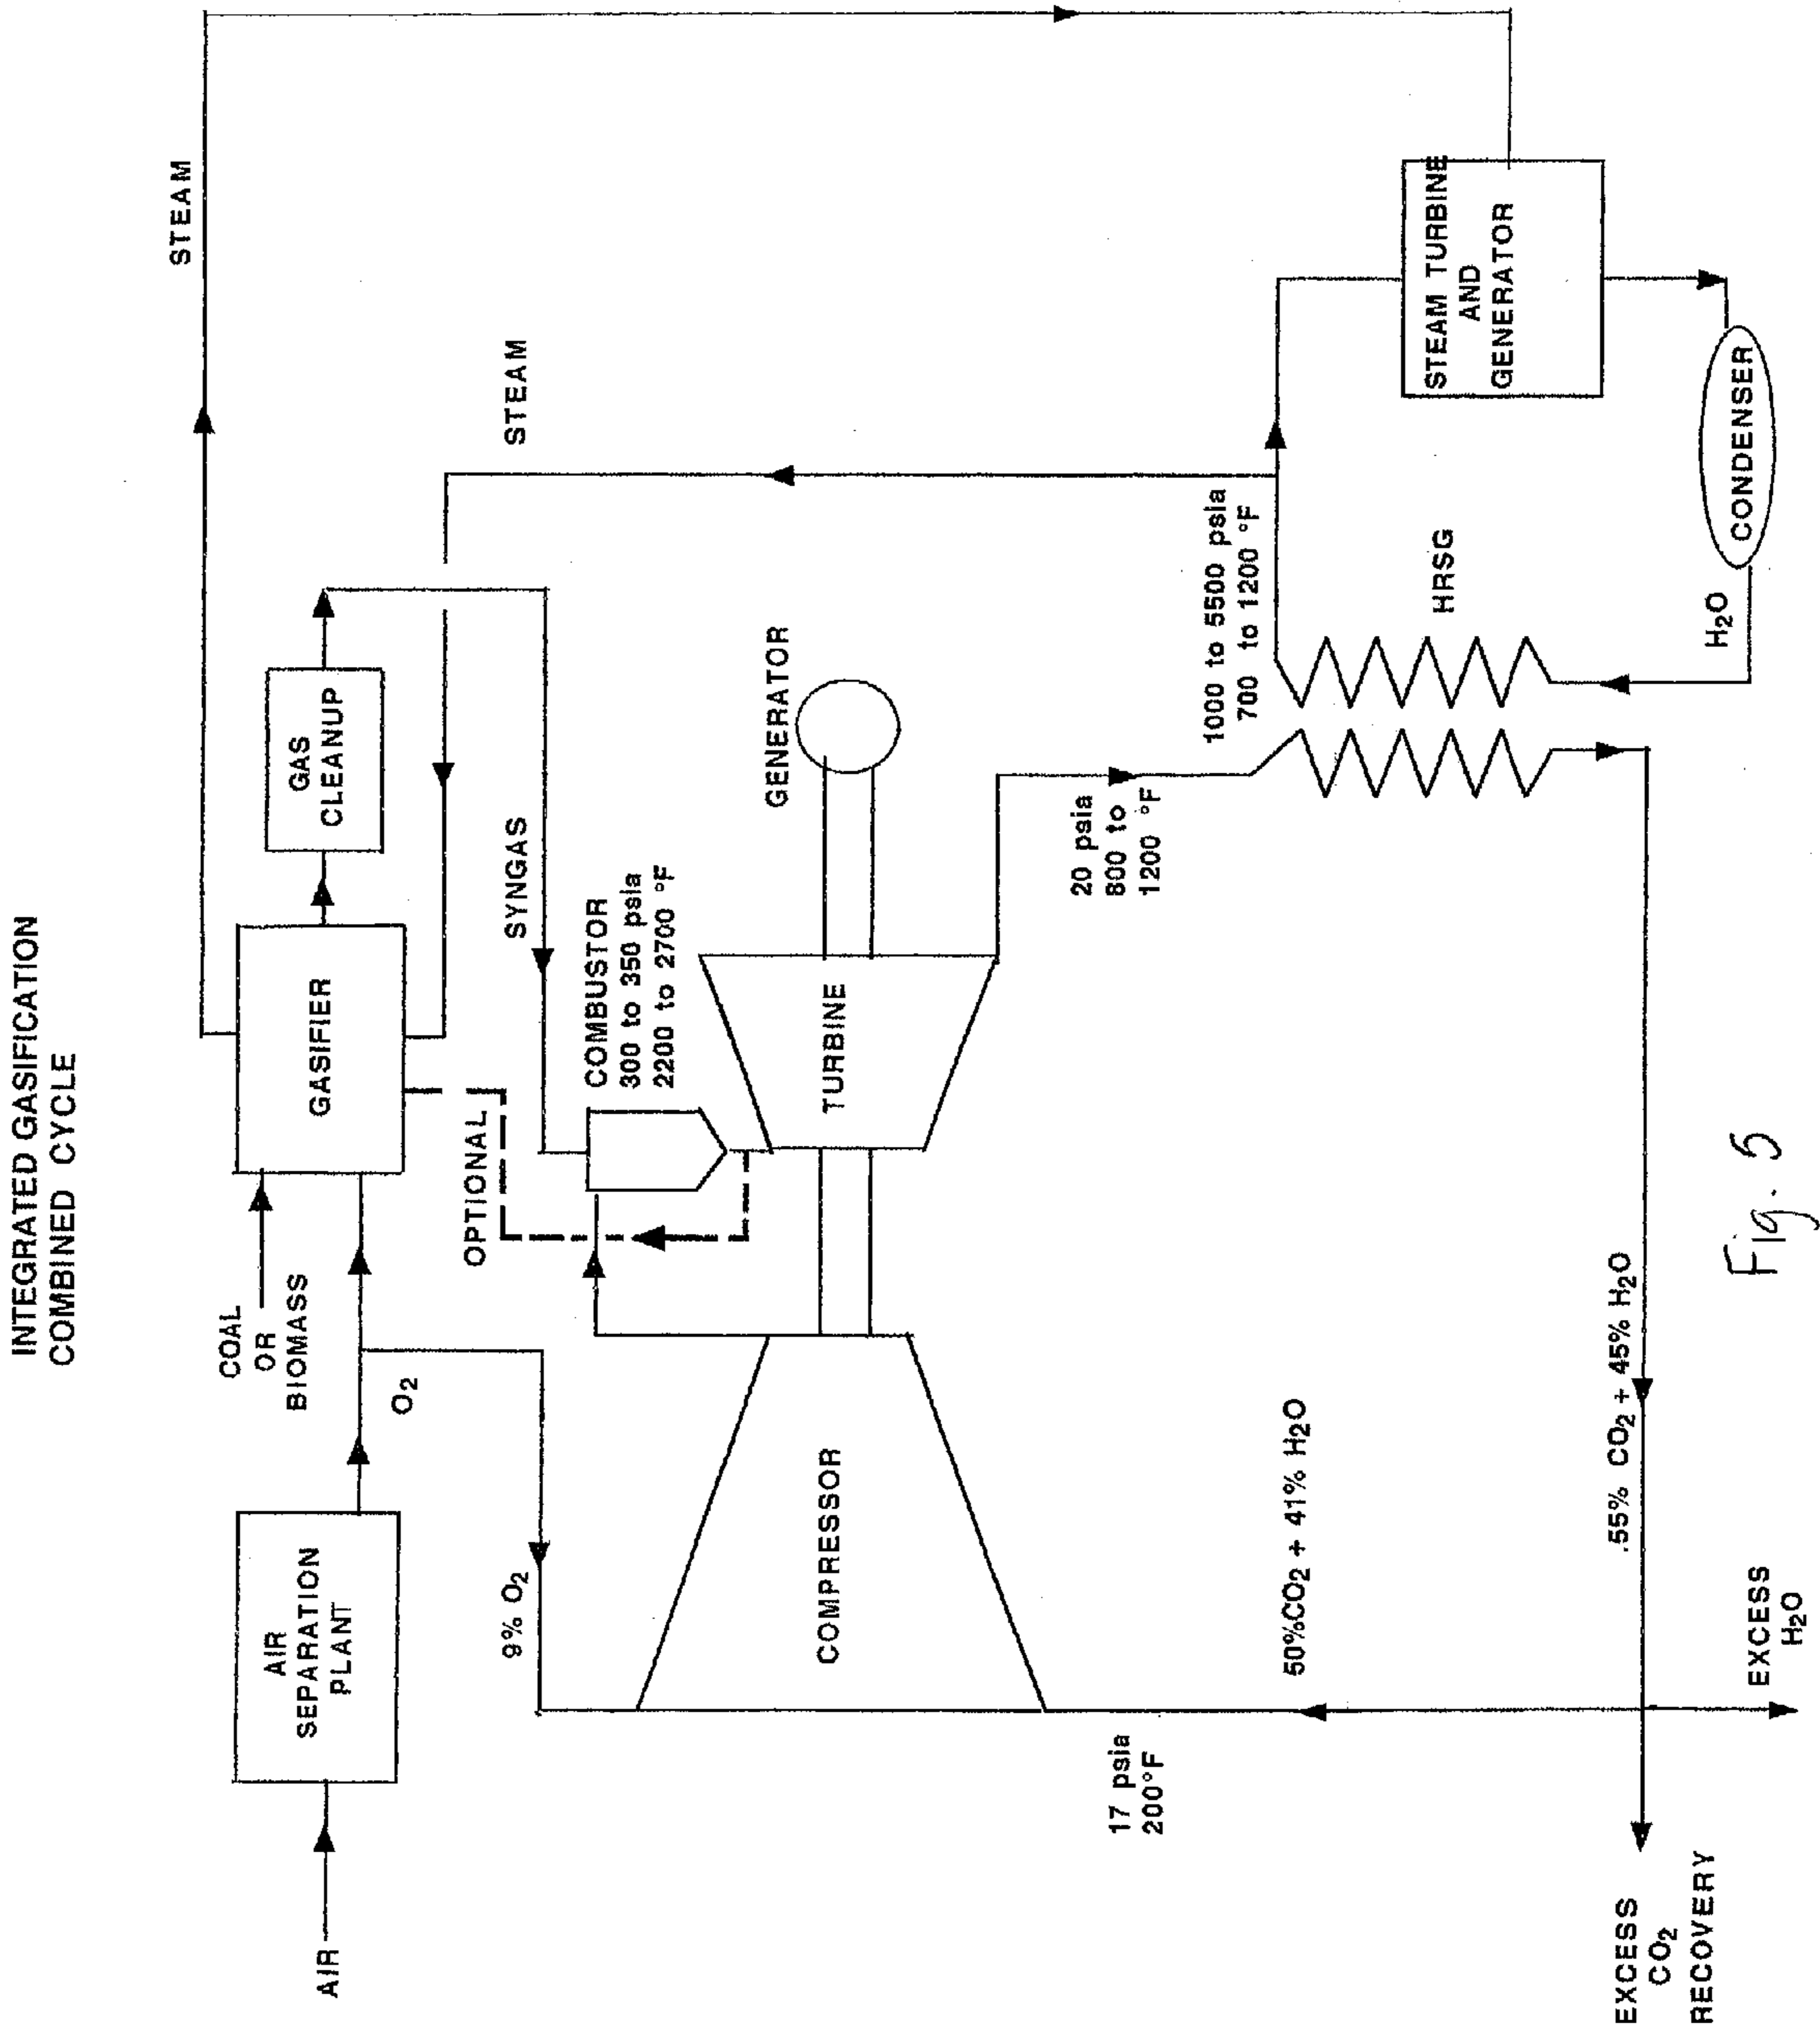 INTEGRATED GASIFICATION
COMBINED CYCLE
STEAM
AIR
AIR
SEPARATION
PLANT
O₂
COAL
OR
BIOMASS
GASIFIER
GAS
CLEANUP
STEAM
9% O₂
OPTIONAL
SYNGAS
COMBUSTOR
300 to 350 psia
2200 to 2700 °F
COMPRESSOR
TURBINE
GENERATOR
17 psia
200°F
20 psia
800 to
1200 °F
1000 to 5500 psia
700 to 1200 °F
50%CO₂ + 41% H₂O
HRSG
STEAM TURBINE
AND
GENERATOR
.55% CO₂ + 45% H₂O
H₂O
CONDENSER
EXCESS
CO₂
RECOVERY
EXCESS
H₂O
Fig. 5